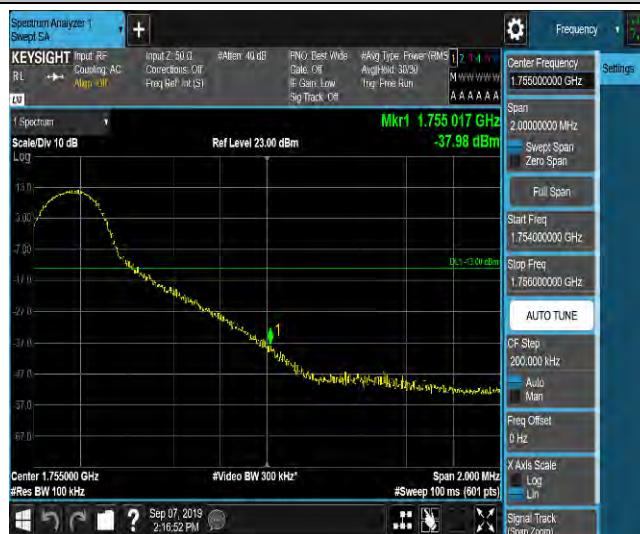 Spectrum Analyzer 1
Swept SA
+
Frequency
KEYSIGHT
RL
Input: RF
Coupling: AC
Align: Off
Input Z: 50 Ω
Corrections: Off
Freq Ref: Int (S)
#Atten: 40 dB
PNO: Best Wide
Gate: Off
IF Gain: Low
Sig Track: Off
#Avg Type: Power (RMS
Avg|Hold: 30/30
Trig: Free Run
M W W W W W
A A A A A A
Settings
1 Spectrum
Scale/Div 10 dB
Log
Ref Level 23.00 dBm
Mkr1 1.755 017 GHz
-37.98 dBm
13.0
3.00
-7.00
DL1 -13.00 dBm
-17.0
-27.0
-37.0
-47.0
-57.0
-67.0
1
Center 1.755000 GHz
#Res BW 100 kHz
#Video BW 300 kHz*
Span 2.000 MHz
#Sweep 100 ms (601 pts)
Center Frequency
1.755000000 GHz
Span
2.00000000 MHz
Swept Span
Zero Span
Full Span
Start Freq
1.754000000 GHz
Stop Freq
1.756000000 GHz
AUTO TUNE
CF Step
200.000 kHz
Auto
Man
Freq Offset
0 Hz
X Axis Scale
Log
Lin
Signal Track
(Span Zoom)
?
Sep 07, 2019
2:16:52 PM